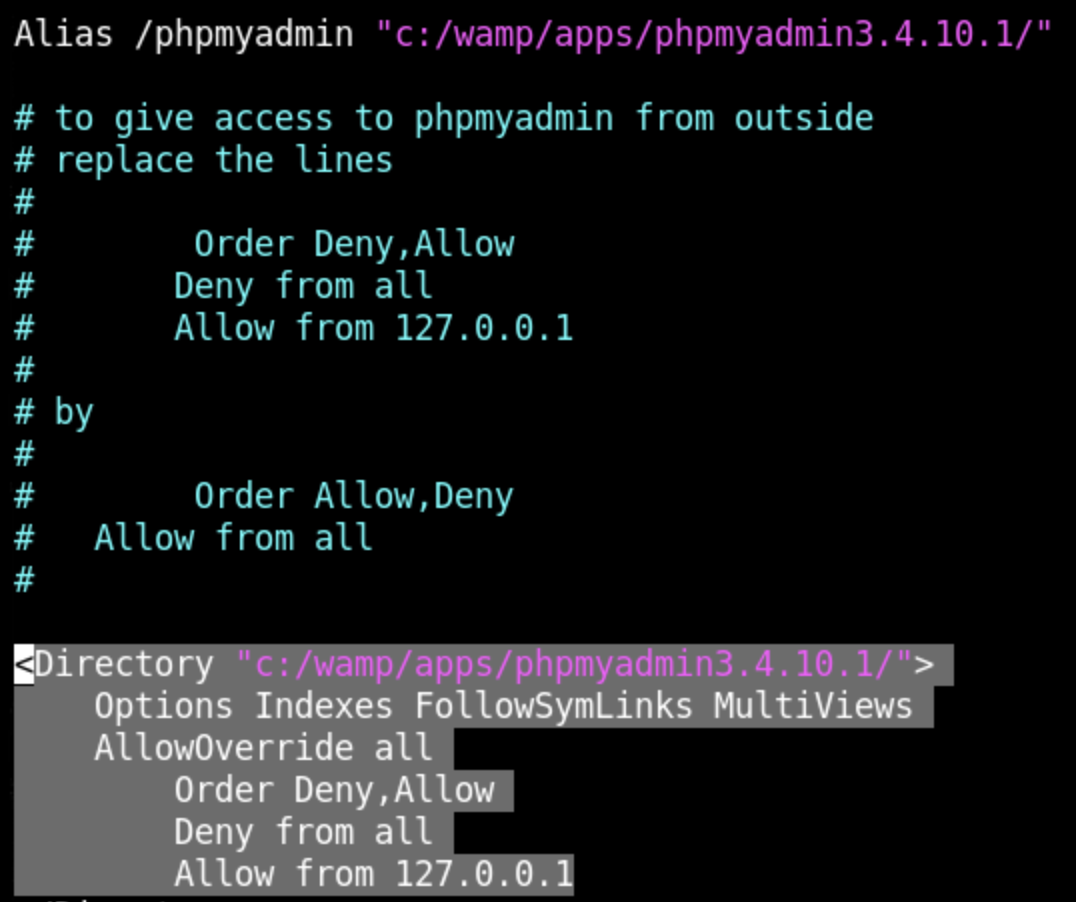 Alias /phpmyadmin "c:/wamp/apps/phpmyadmin3.4.10.1/"
# to give access to phpmyadmin from outside
# replace the lines
#
#        Order Deny,Allow
#       Deny from all
#       Allow from 127.0.0.1
#
# by
#
#        Order Allow,Deny
#   Allow from all
#
<Directory "c:/wamp/apps/phpmyadmin3.4.10.1/">
    Options Indexes FollowSymLinks MultiViews
    AllowOverride all
        Order Deny,Allow
        Deny from all
        Allow from 127.0.0.1